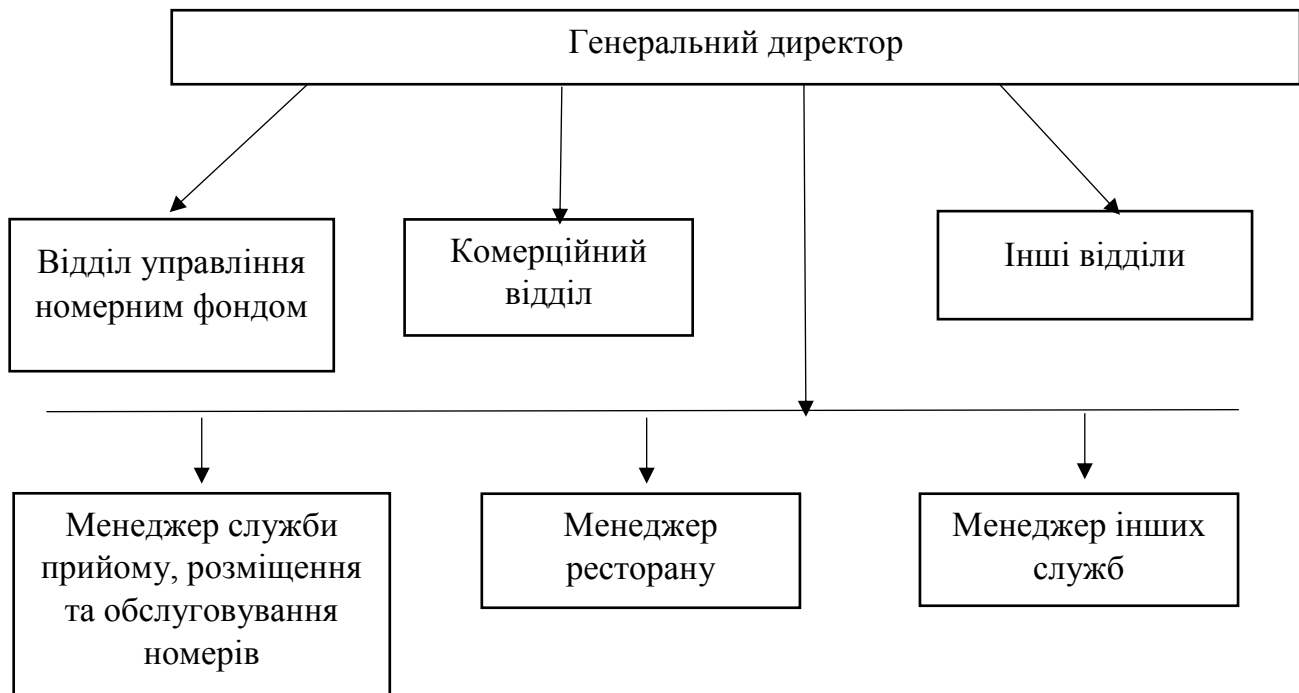 Генеральний директор
Відділ управління
номерним фондом
Комерційний
відділ
Інші відділи
Менеджер служби
прийому, розміщення
та обслуговування
номерів
Менеджер
ресторану
Менеджер інших
служб